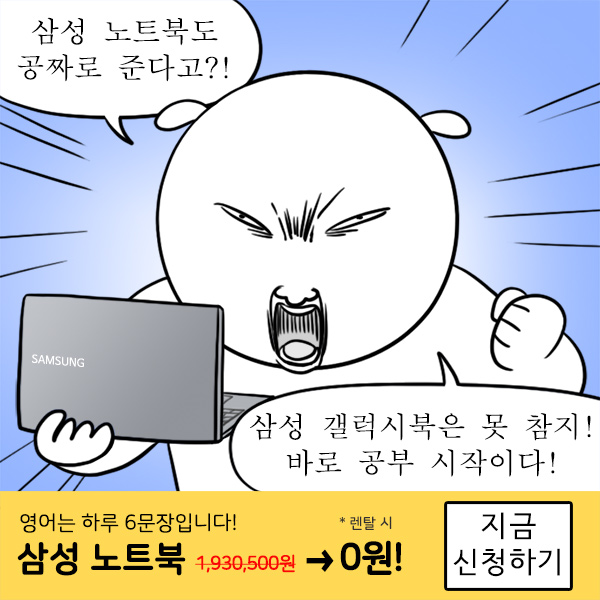 삼성 노트북도
공짜로 준다고?!
SAMSUNG
삼성 갤럭시북은 못 참지!
바로 공부 시작이다!
영어는 하루 6문장입니다!
* 렌탈 시
삼성 노트북 1,930,500원 → 0원!
지금
신청하기